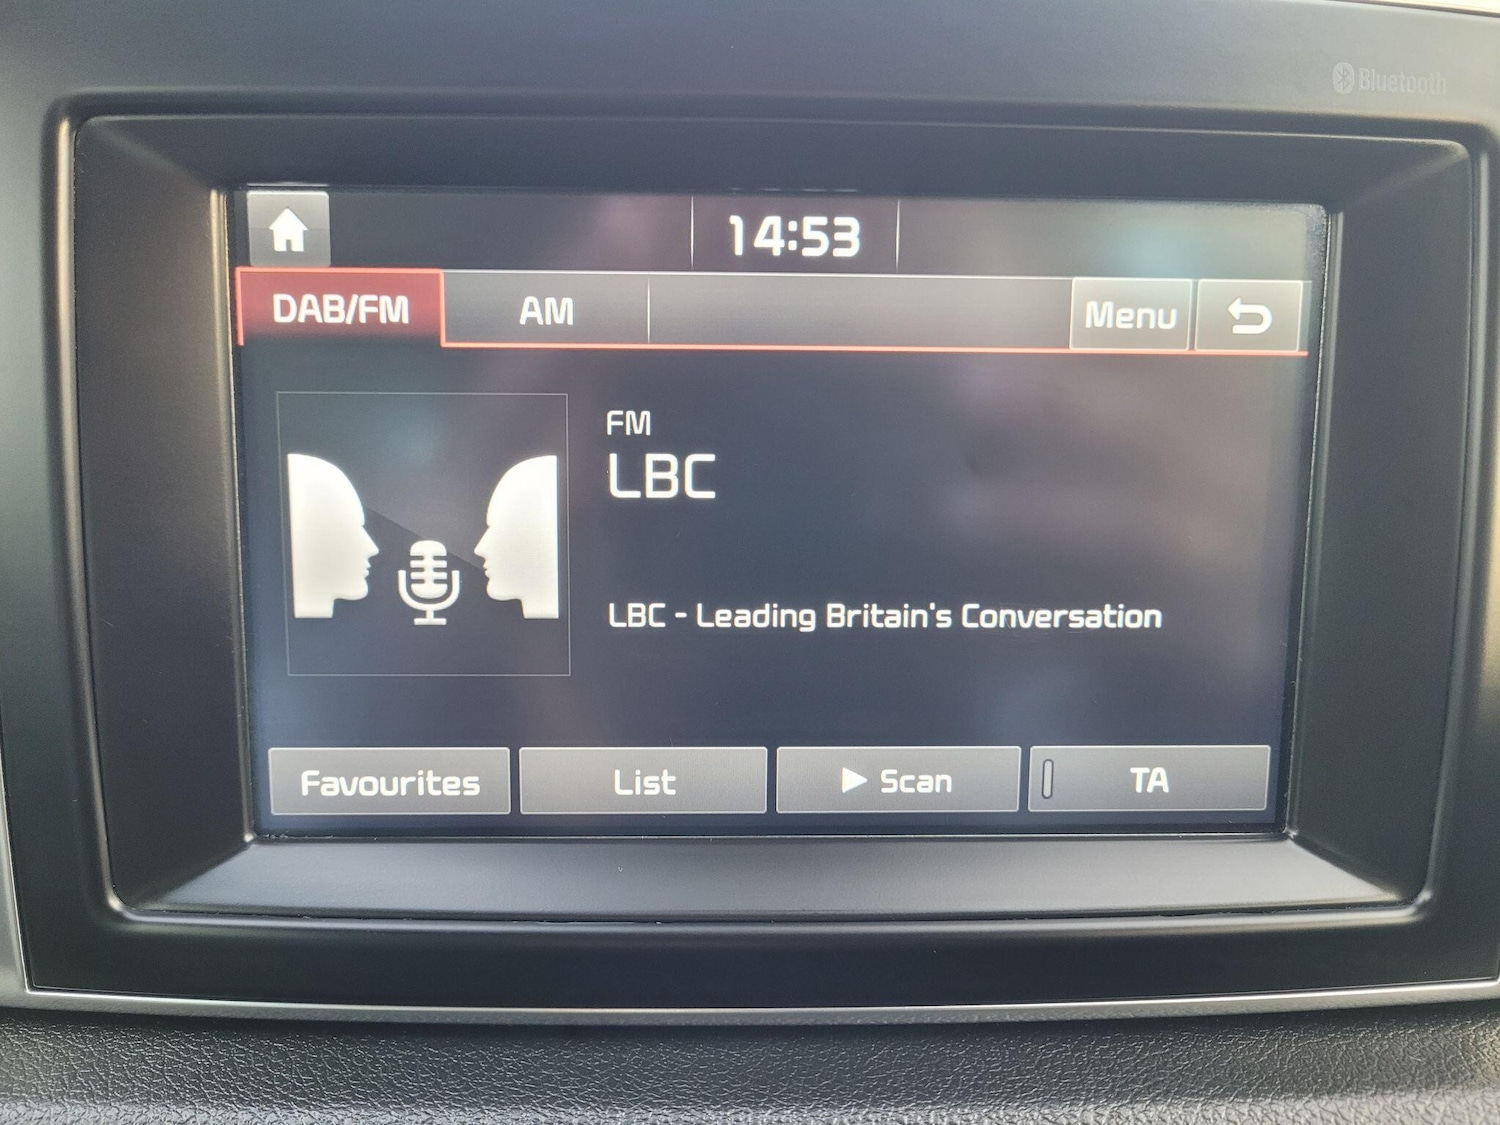 Bluetooth
14:53
DAB/FM AM Menu
FM
LBC
LBC - Leading Britain's Conversation
Favourites List Scan TA